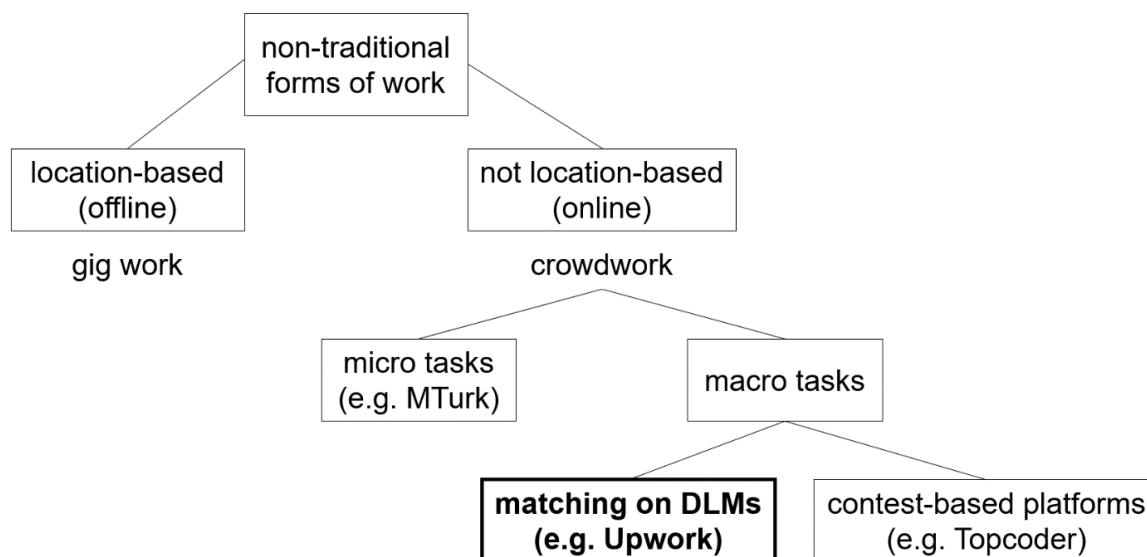 non-traditional
forms of work
location-based
(offline)
not location-based
(online)
gig work
crowdwork
micro tasks
(e.g. MTurk)
macro tasks
matching on DLMs
(e.g. Upwork)
contest-based platforms
(e.g. Topcoder)